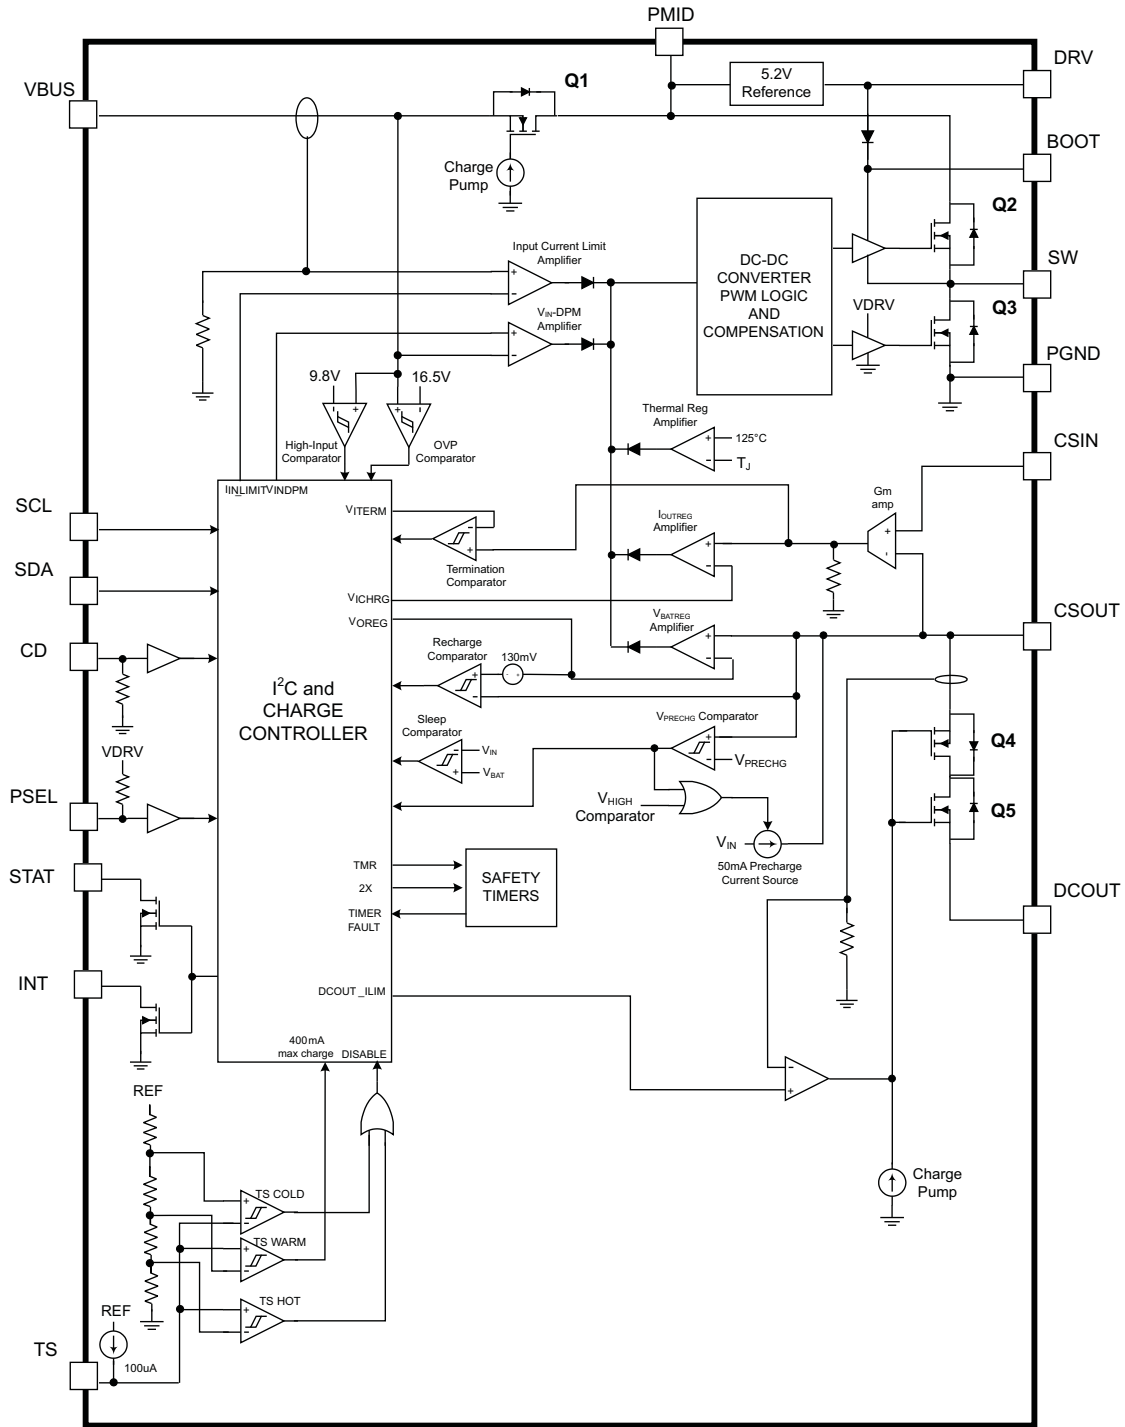 PMID
VBUS
Q1
5.2V
Reference
DRV
BOOT
Charge
Pump
Q2
Input Current Limit
Amplifier
DC-DC
CONVERTER
PWM LOGIC
AND
COMPENSATION
SW
VIN-DPM
Amplifier
VDRV
Q3
PGND
9.8V
16.5V
Thermal Reg
Amplifier
+
125°C
-
TJ
High-Input
Comparator
OVP
Comparator
CSIN
IIN_LIMIT
VINDPM
Gm
amp
SCL
VITERM
IOUTREG
Amplifier
Termination
Comparator
SDA
VICHRG
VOREG
VBATREG
Amplifier
CSOUT
CD
Recharge
Comparator
130mV
I2C and
CHARGE
CONTROLLER
Sleep
Comparator
VIN
VBAT
VPRECHG Comparator
VPRECHG
Q4
VDRV
PSEL
VHIGH
Comparator
Q5
VIN
50mA Precharge
Current Source
STAT
TMR
2X
TIMER
FAULT
SAFETY
TIMERS
DCOUT
INT
DCOUT_ILIM
400mA
max charge
DISABLE
REF
Charge
Pump
TS COLD
TS WARM
TS HOT
REF
TS
100uA